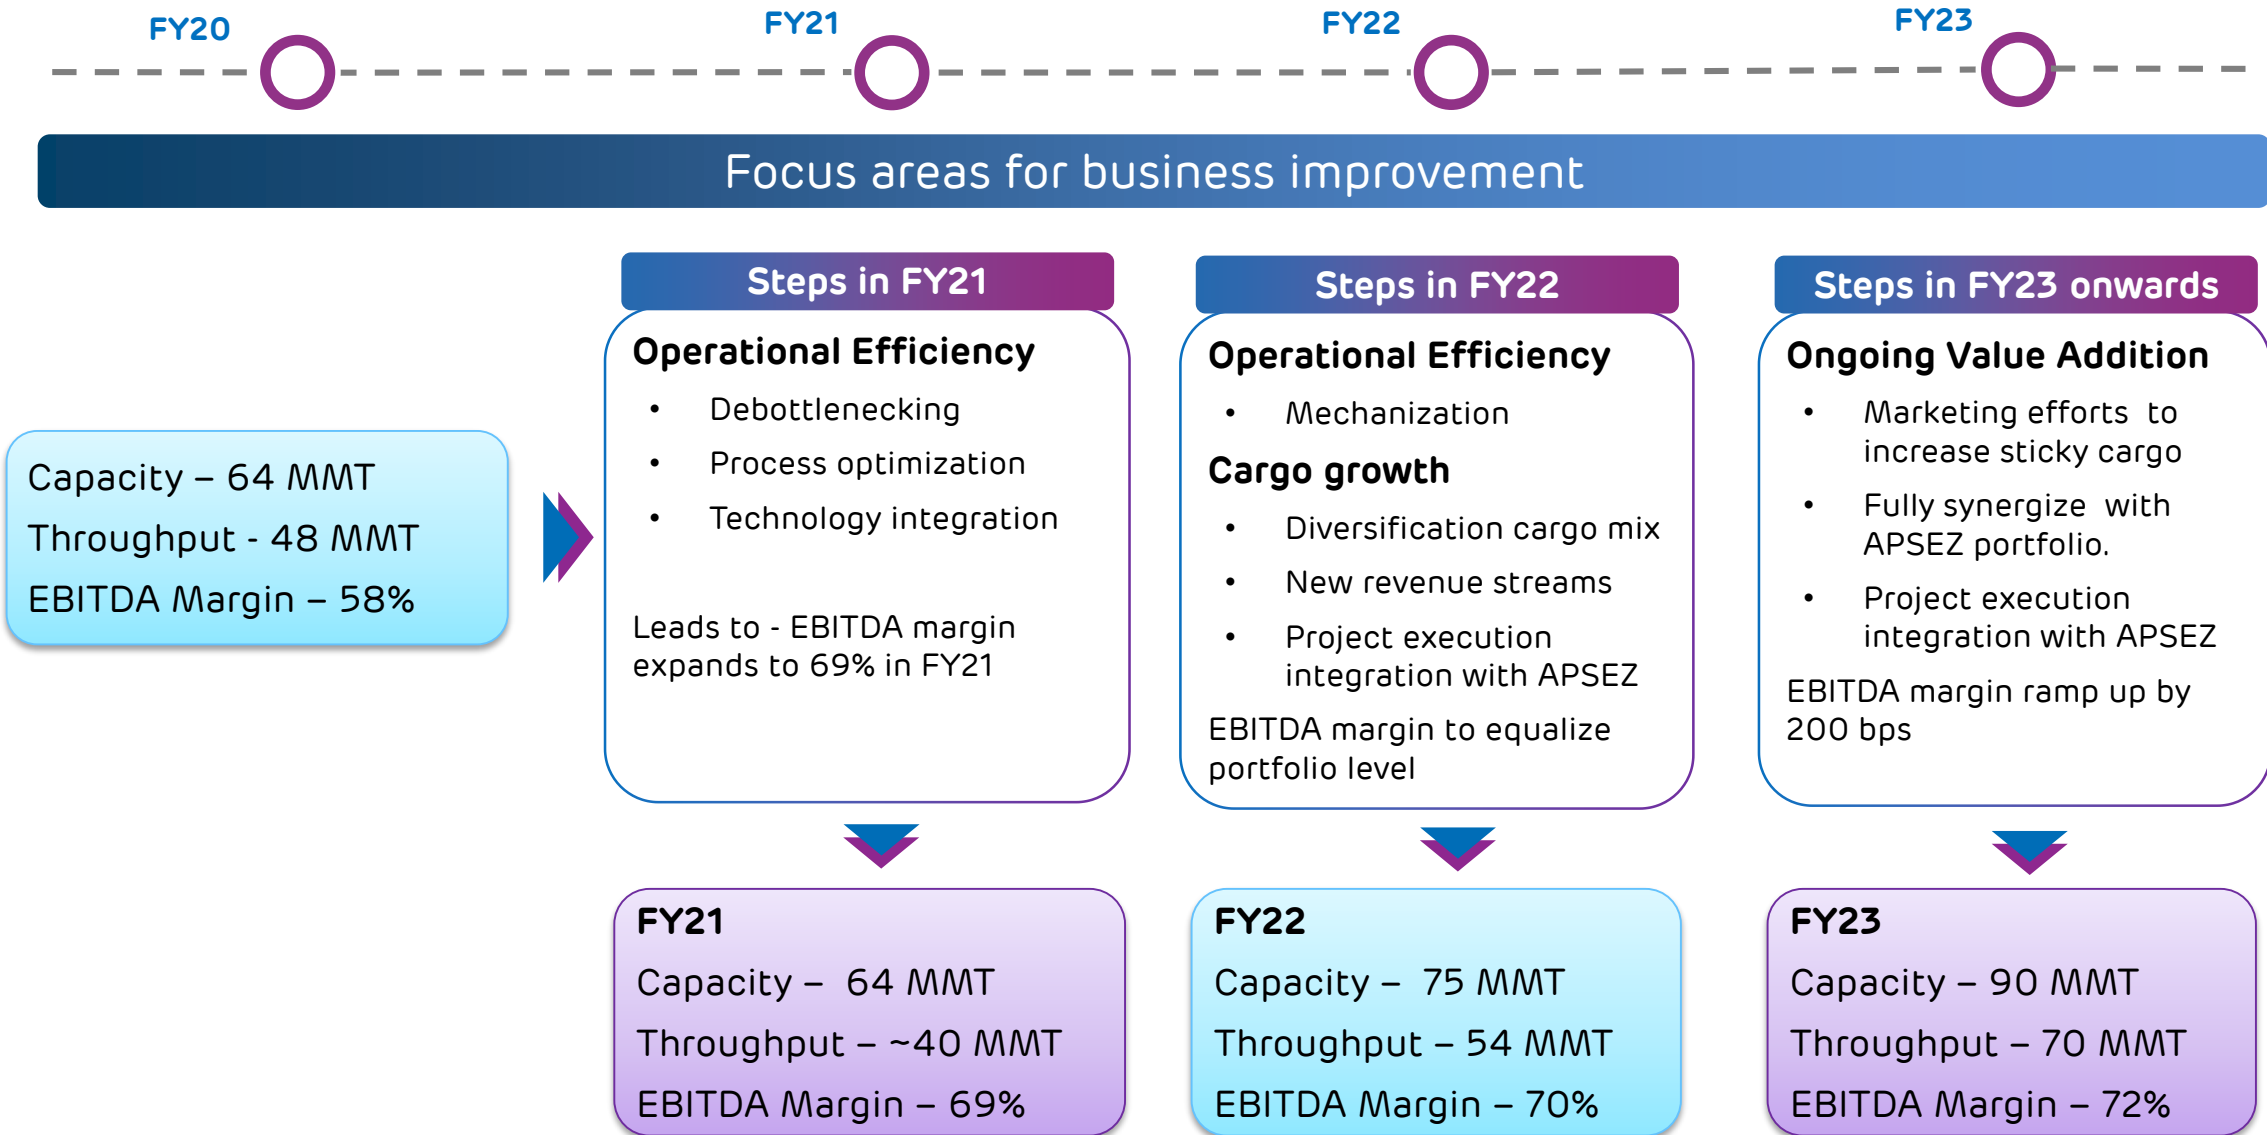 FY20
FY21
FY22
FY23
Focus areas for business improvement
Capacity – 64 MMT
Throughput - 48 MMT
EBITDA Margin – 58%
Steps in FY21
Operational Efficiency
• Debottlenecking
• Process optimization
• Technology integration
Leads to - EBITDA margin
expands to 69% in FY21
Steps in FY22
Operational Efficiency
• Mechanization
Cargo growth
• Diversification cargo mix
• New revenue streams
• Project execution
integration with APSEZ
EBITDA margin to equalize
portfolio level
Steps in FY23 onwards
Ongoing Value Addition
• Marketing efforts to
increase sticky cargo
• Fully synergize with
APSEZ portfolio.
• Project execution
integration with APSEZ
EBITDA margin ramp up by
200 bps
FY21
Capacity – 64 MMT
Throughput – ~40 MMT
EBITDA Margin – 69%
FY22
Capacity – 75 MMT
Throughput – 54 MMT
EBITDA Margin – 70%
FY23
Capacity – 90 MMT
Throughput – 70 MMT
EBITDA Margin – 72%